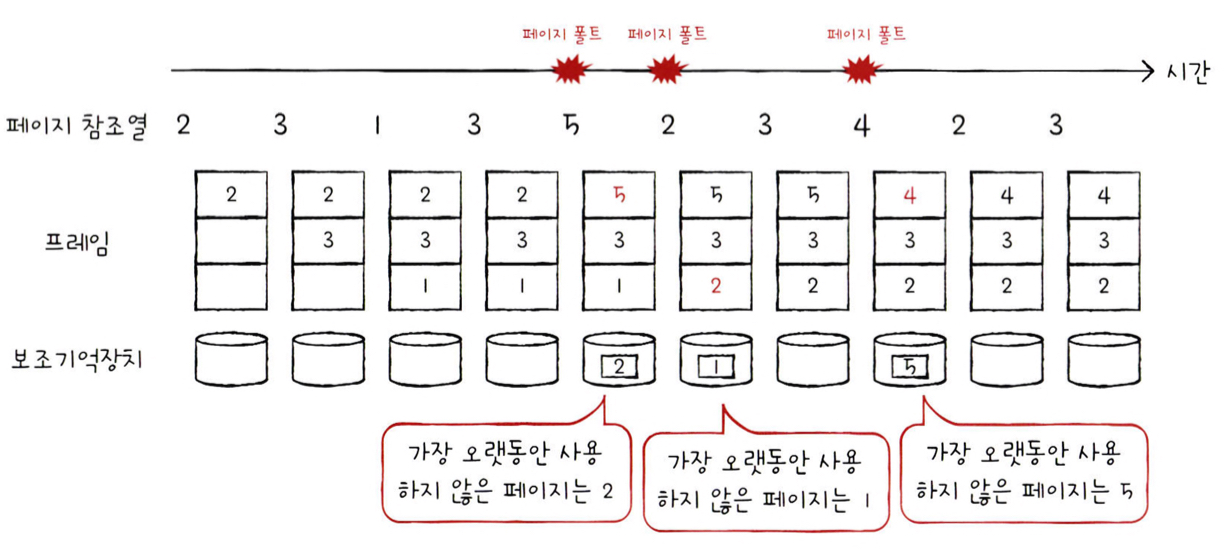 페이지 폴트 페이지 폴트 페이지 폴트
시간
페이지 참조열 2 3 1 3 5 2 3 4 2 3
2 2 2 2 5 5 5 4 4 4
프레임 3 3 3 3 3 3 3 3 3
1 1 1 2 2 2 2 2
보조기억장치 2 1 5
가장 오랫동안 사용
하지 않은 페이지는 2
가장 오랫동안 사용
하지 않은 페이지는 1
가장 오랫동안 사용
하지 않은 페이지는 5